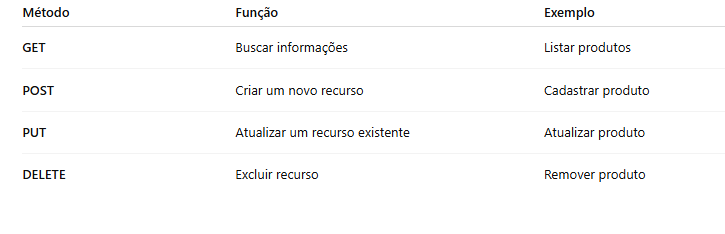 Método Função Exemplo
GET Buscar informações Listar produtos
POST Criar um novo recurso Cadastrar produto
PUT Atualizar um recurso existente Atualizar produto
DELETE Excluir recurso Remover produto